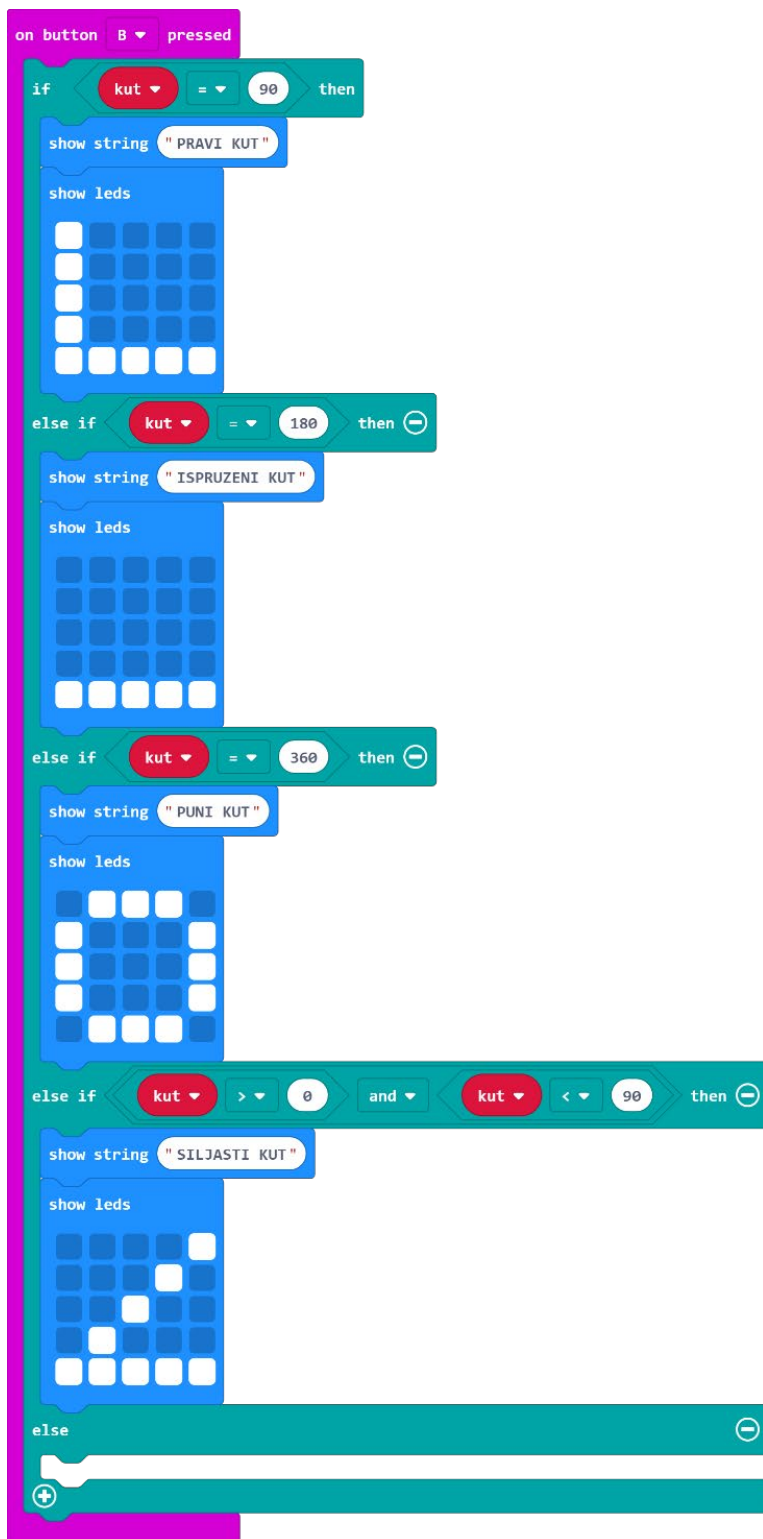 on button B pressed
if kut = 90 then
show string "PRAVI KUT"
show leds
else if kut = 180 then
show string "ISPRUZENI KUT"
show leds
else if kut = 360 then
show string "PUNI KUT"
show leds
else if kut > 0 and kut < 90 then
show string "SILJASTI KUT"
show leds
else